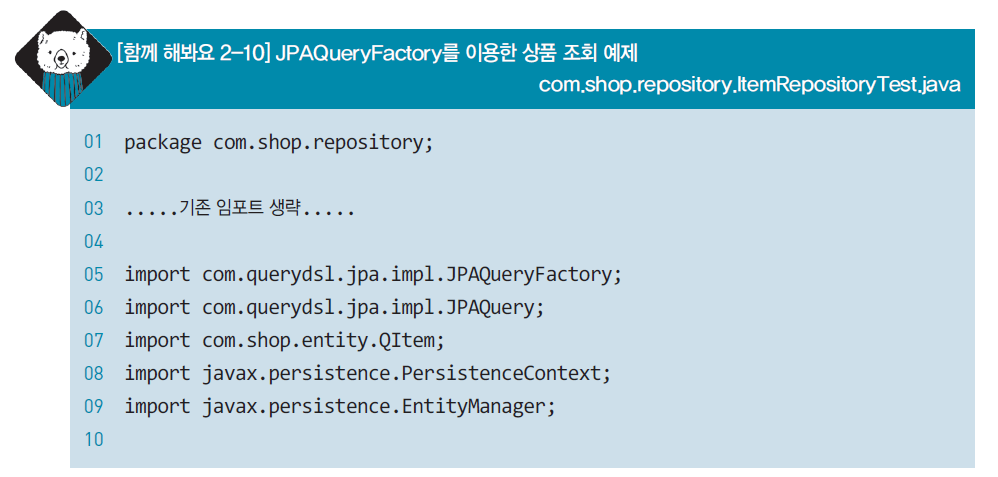 [함께 해봐요 2-10] JPAQueryFactory를 이용한 상품 조회 예제
com.shop.repository.ItemRepositoryTest.java
01 package com.shop.repository;
02
03 .....기존 임포트 생략.....
04
05 import com.querydsl.jpa.impl.JPAQueryFactory;
06 import com.querydsl.jpa.impl.JPAQuery;
07 import com.shop.entity.QItem;
08 import javax.persistence.PersistenceContext;
09 import javax.persistence.EntityManager;
10